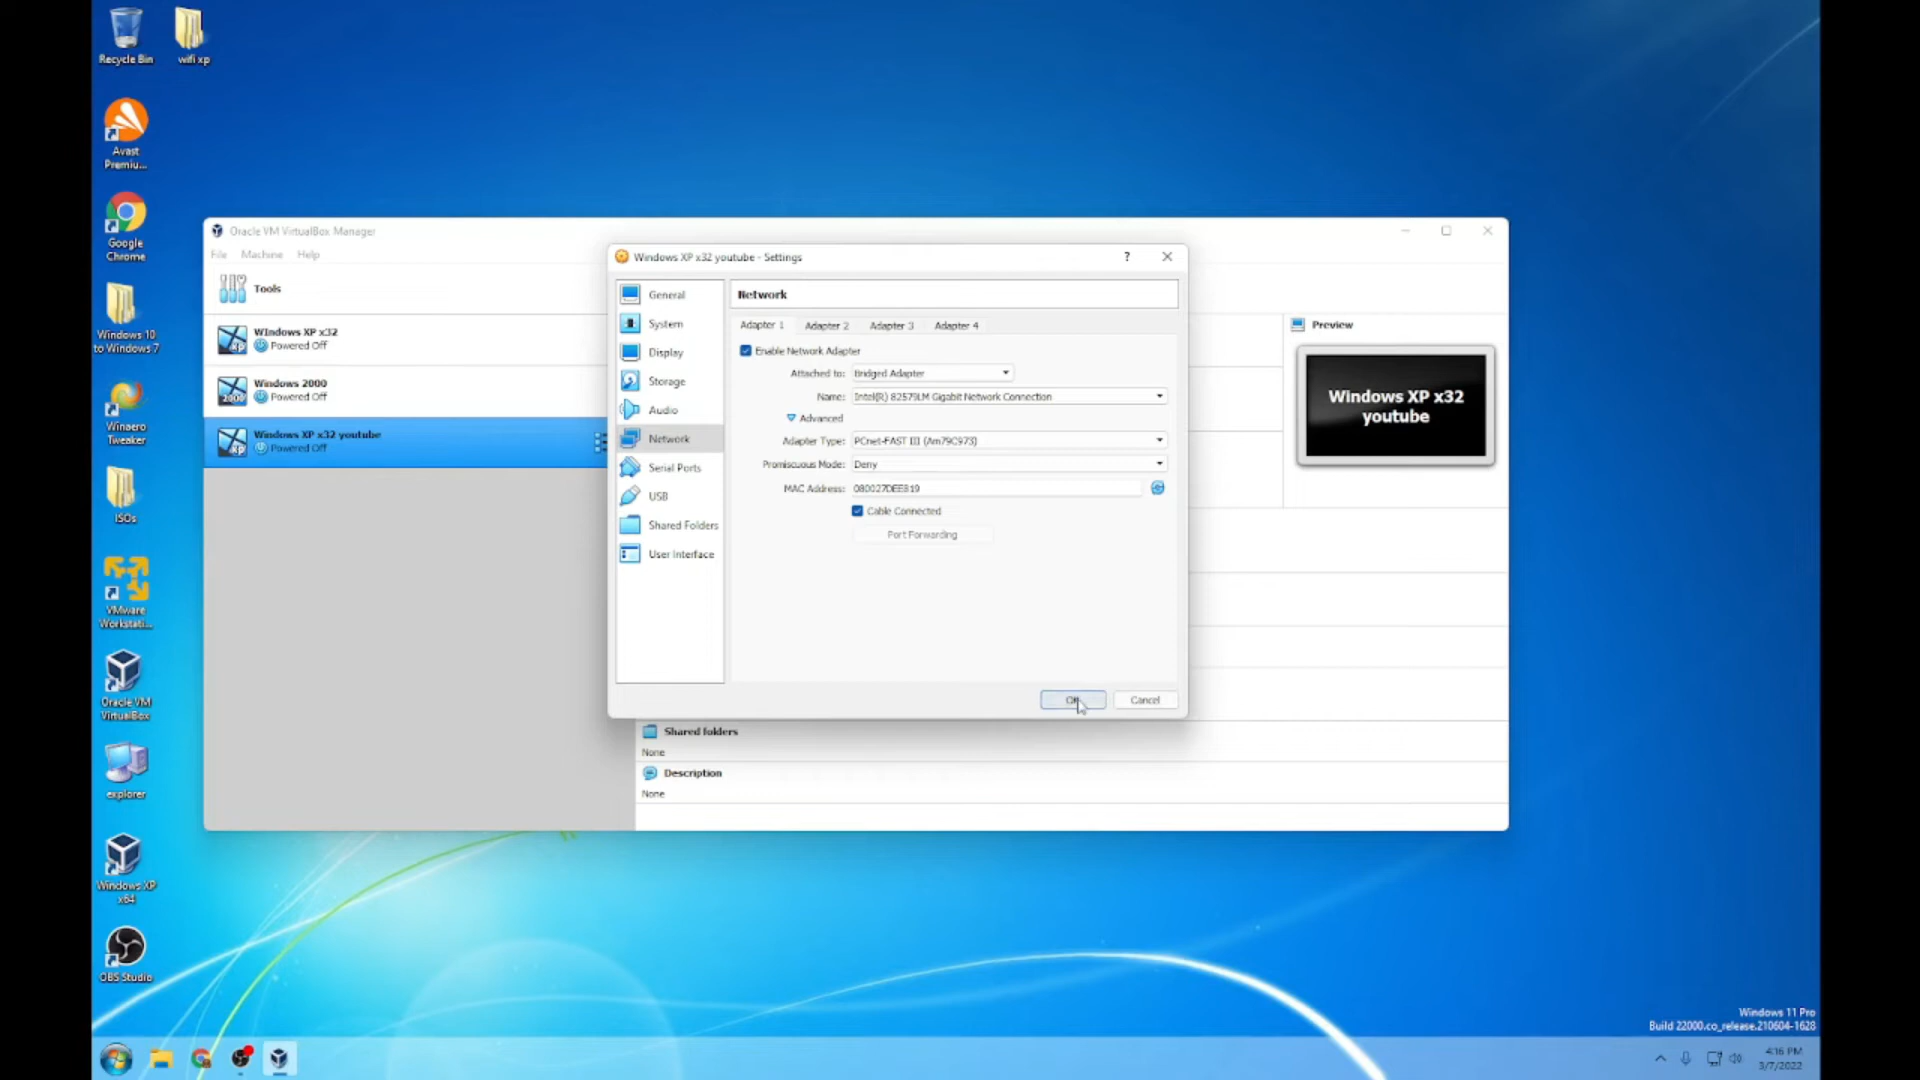 Recycle Bin
wifi xp
Avast
Premiu...
Google
Chrome
Windows 10
to Windows 7
Winaero
Tweaker
ISOs
VMware
Workstati...
Oracle VM
VirtualBox
explorer
Windows XP
x64
OBS Studio
Oracle VM VirtualBox Manager
File Machine Help
Tools
WIndows XP x32
Powered Off
Windows 2000
Powered Off
Windows XP x32 youtube
Powered Off
Windows XP x32 youtube - Settings
?
General
System
Display
Storage
Audio
Network
Serial Ports
USB
Shared Folders
User Interface
Network
Adapter 1 Adapter 2 Adapter 3 Adapter 4
Enable Network Adapter
Attached to: Bridged Adapter
Name: Intel(R) 82579LM Gigabit Network Connection
Advanced
Adapter Type: PCnet-FAST III (Am79C973)
Promiscuous Mode: Deny
MAC Address: 080027DEE819
Cable Connected
Port Forwarding
OK
Cancel
Preview
Windows XP x32
youtube
Shared folders
None
Description
None
Windows 11 Pro
Build 22000.co_release.210604-1628
4:16 PM
3/7/2022